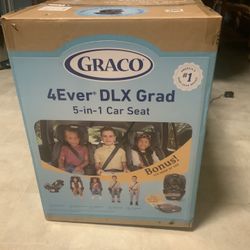 GRACO
#1
4Ever® DLX Grad
5-in-1 Car Seat
Bonus!